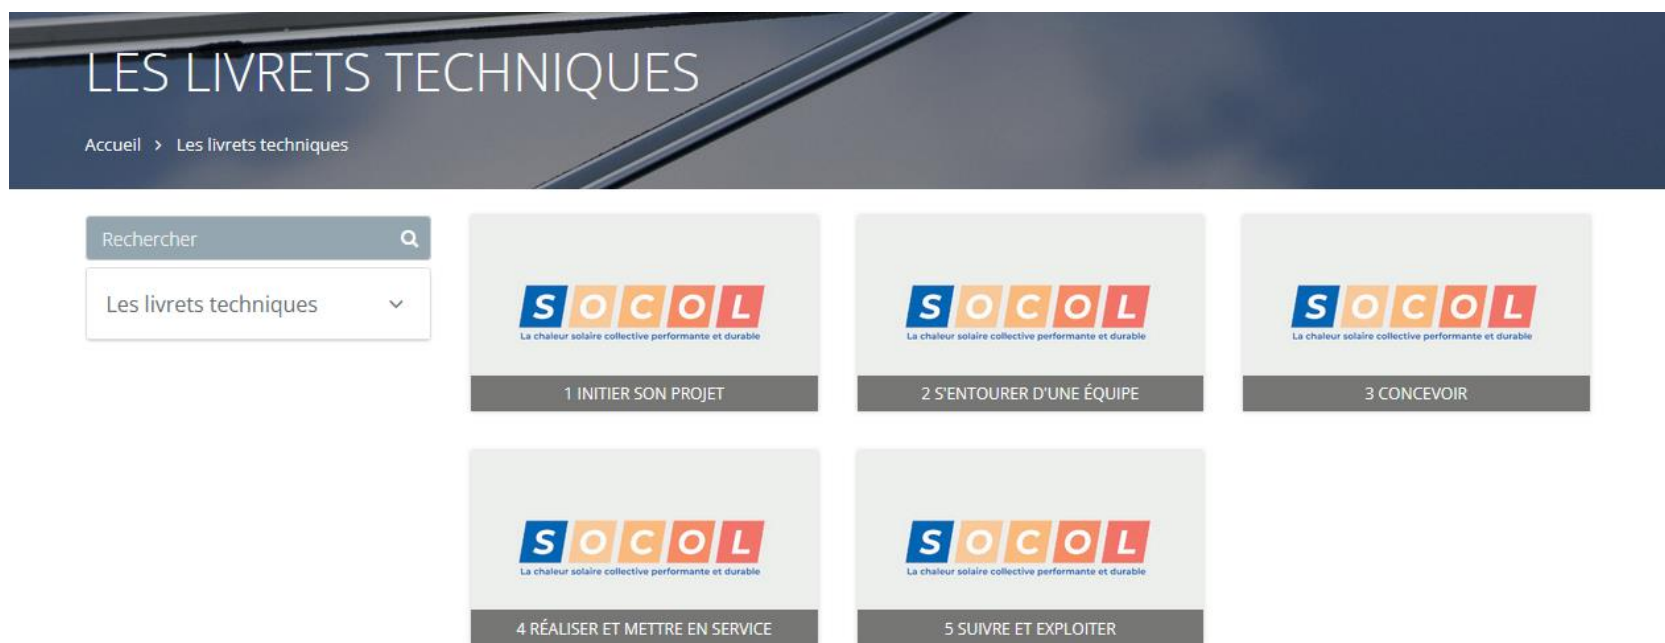 LES LIVRETS TECHNIQUES
Accueil > Les livrets techniques
Rechercher
Les livrets techniques
SOCOL
La chaleur solaire collective performante et durable
1 INITIER SON PROJET
SOCOL
La chaleur solaire collective performante et durable
2 S'ENTOURER D'UNE ÉQUIPE
SOCOL
La chaleur solaire collective performante et durable
3 CONCEVOIR
SOCOL
La chaleur solaire collective performante et durable
4 RÉALISER ET METTRE EN SERVICE
SOCOL
La chaleur solaire collective performante et durable
5 SUIVRE ET EXPLOITER